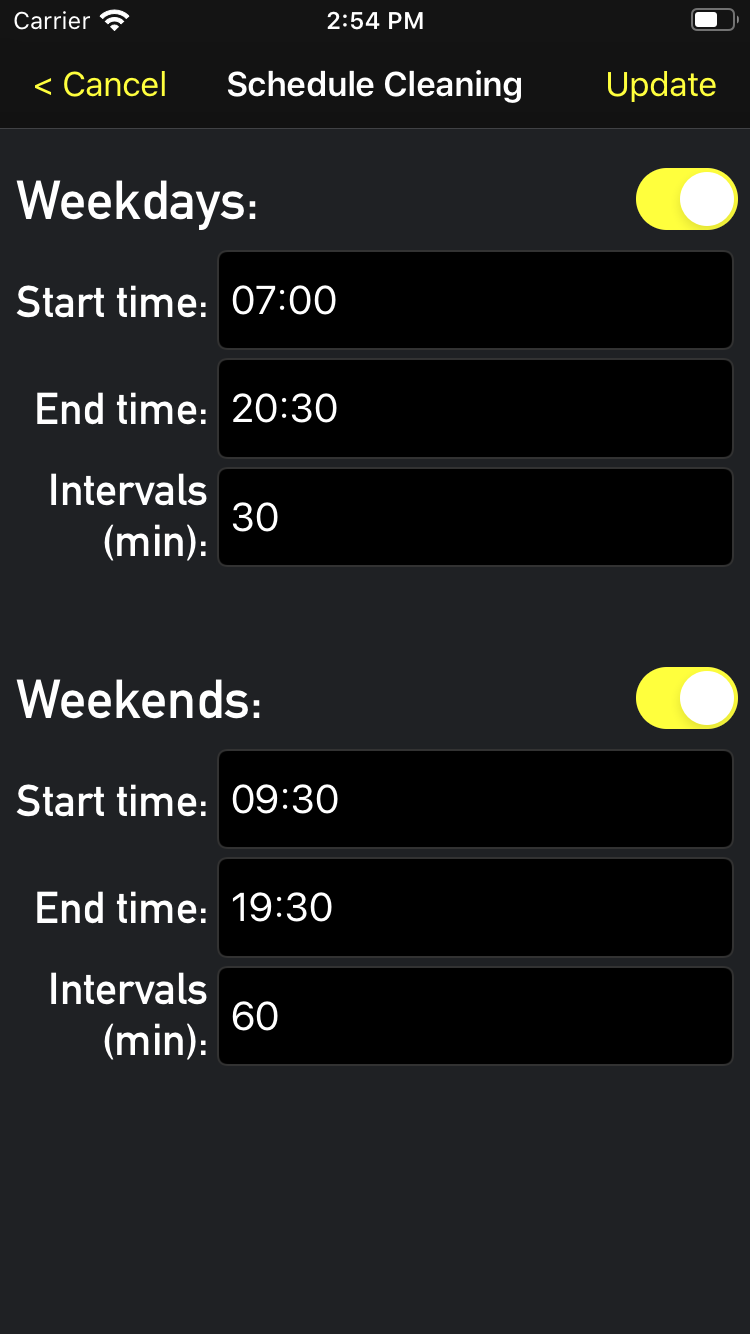 Carrier 2:54 PM
< Cancel Schedule Cleaning Update
Weekdays:
Start time: 07:00
End time: 20:30
Intervals
(min): 30
Weekends:
Start time: 09:30
End time: 19:30
Intervals
(min): 60